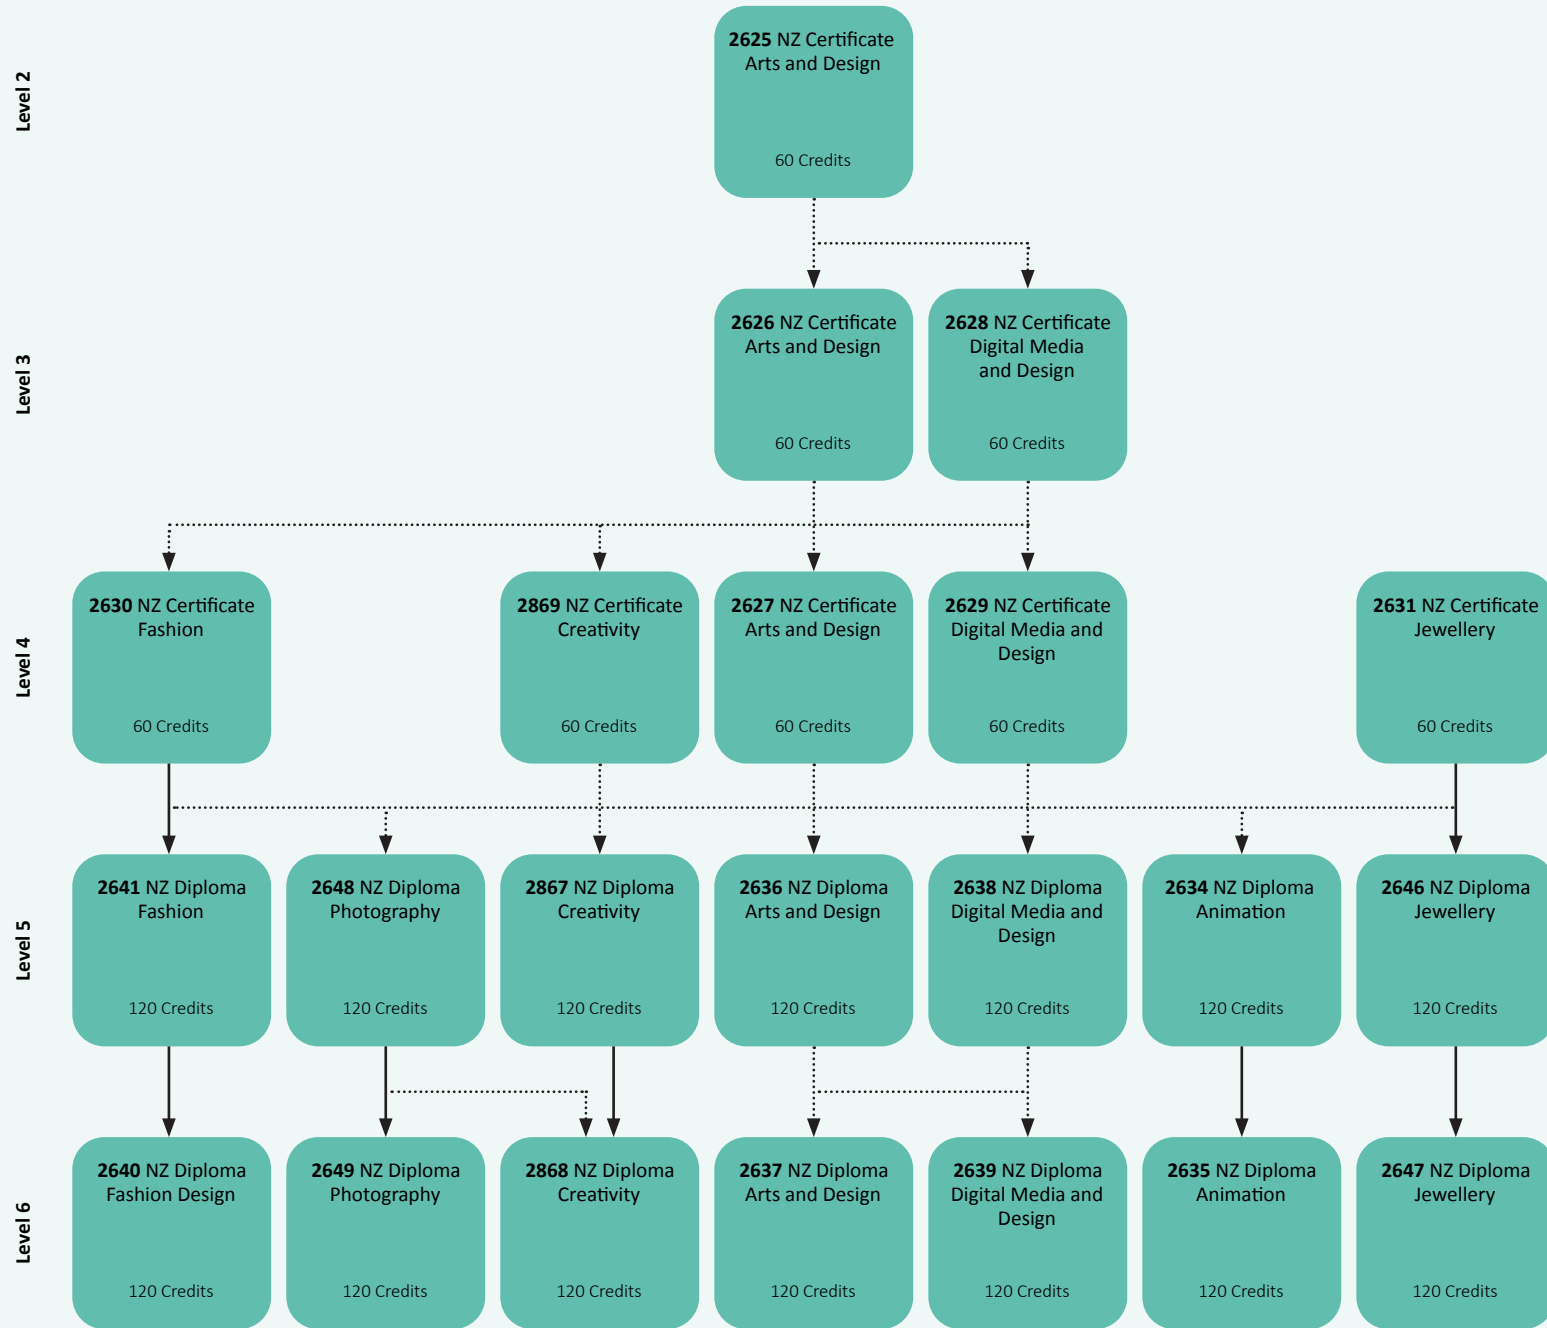 Level 2
2625 NZ Certificate
Arts and Design
60 Credits
Level 3
2626 NZ Certificate
Arts and Design
60 Credits
2628 NZ Certificate
Digital Media
and Design
60 Credits
Level 4
2630 NZ Certificate
Fashion
60 Credits
2869 NZ Certificate
Creativity
60 Credits
2627 NZ Certificate
Arts and Design
60 Credits
2629 NZ Certificate
Digital Media and
Design
60 Credits
2631 NZ Certificate
Jewellery
60 Credits
Level 5
2641 NZ Diploma
Fashion
120 Credits
2648 NZ Diploma
Photography
120 Credits
2867 NZ Diploma
Creativity
120 Credits
2636 NZ Diploma
Arts and Design
120 Credits
2638 NZ Diploma
Digital Media and
Design
120 Credits
2634 NZ Diploma
Animation
120 Credits
2646 NZ Diploma
Jewellery
120 Credits
Level 6
2640 NZ Diploma
Fashion Design
120 Credits
2649 NZ Diploma
Photography
120 Credits
2868 NZ Diploma
Creativity
120 Credits
2637 NZ Diploma
Arts and Design
120 Credits
2639 NZ Diploma
Digital Media and
Design
120 Credits
2635 NZ Diploma
Animation
120 Credits
2647 NZ Diploma
Jewellery
120 Credits